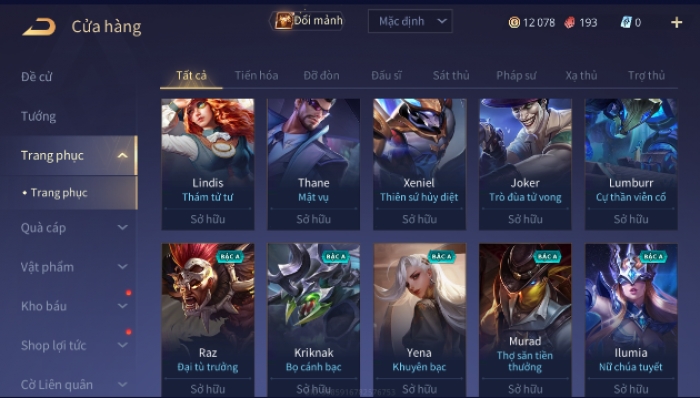 Cửa hàng
Đổi mảnh
Mặc định
12 078
193
0
Đề cử
Tướng
Trang phục
Trang phục
Quà cáp
Vật phẩm
Kho báu
Shop lợi tức
Cờ Liên quân
Tất cả
Tiến hóa
Đỡ đòn
Đấu sĩ
Sát thủ
Pháp sư
Xạ thủ
Trợ thủ
Lindis
Thám tử tư
Sở hữu
Thane
Mật vụ
Sở hữu
Xeniel
Thiên sứ hủy diệt
Sở hữu
Joker
Trò đùa tử vong
Sở hữu
Lumburr
Cự thần viễn cổ
Sở hữu
BẬC A
Raz
Đại tù trưởng
Sở hữu
BẬC A
Kriknak
Bọ cánh bạc
Sở hữu
BẬC A
Yena
Khuyên bạc
Sở hữu
BẬC A
Murad
Thợ săn tiền
thưởng
Sở hữu
BẬC A
Ilumia
Nữ chúa tuyết
Sở hữu